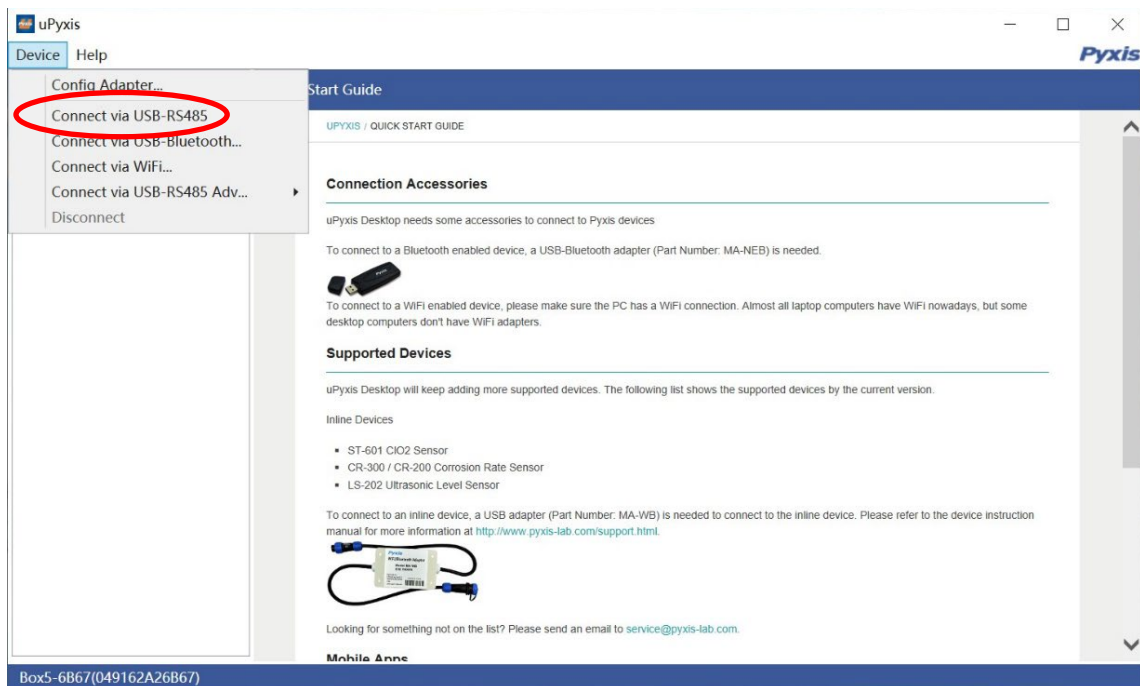 uPyxis
Device Help
Pyxis
Config Adapter...
Connect via USB-RS485
Connect via USB-Bluetooth...
Connect via WiFi...
Connect via USB-RS485 Adv...
Disconnect
Start Guide
UPYXIS / QUICK START GUIDE
Connection Accessories
uPyxis Desktop needs some accessories to connect to Pyxis devices
To connect to a Bluetooth enabled device, a USB-Bluetooth adapter (Part Number: MA-NEB) is needed.
To connect to a WiFi enabled device, please make sure the PC has a WiFi connection. Almost all laptop computers have WiFi nowadays, but some
desktop computers don't have WiFi adapters.
Supported Devices
uPyxis Desktop will keep adding more supported devices. The following list shows the supported devices by the current version.
Inline Devices
ST-601 ClO2 Sensor
CR-300 / CR-200 Corrosion Rate Sensor
LS-202 Ultrasonic Level Sensor
To connect to an inline device, a USB adapter (Part Number: MA-WB) is needed to connect to the inline device. Please refer to the device instruction
manual for more information at http://www.pyxis-lab.com/support.html.
Pyxis
Looking for something not on the list? Please send an email to service@pyxis-lab.com.
Mobile Apps
Box5-6B67(049162A26B67)